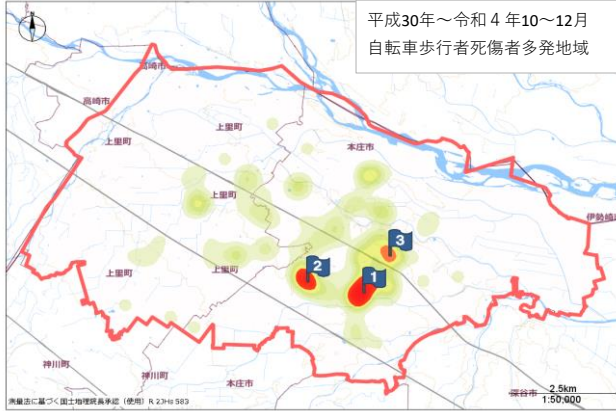 平成30年～令和４年10～12月
自転車歩行者死傷者多発地域
N
高崎市
高崎市
上里町
上里町
本庄市
上里町
伊勢崎市
3
2
1
上里町
上里町
神川町
神川町
本庄市
深谷市
2.5km
1:50,000
測量法に基づく国土地理院長承認（使用）R 2JHs 583